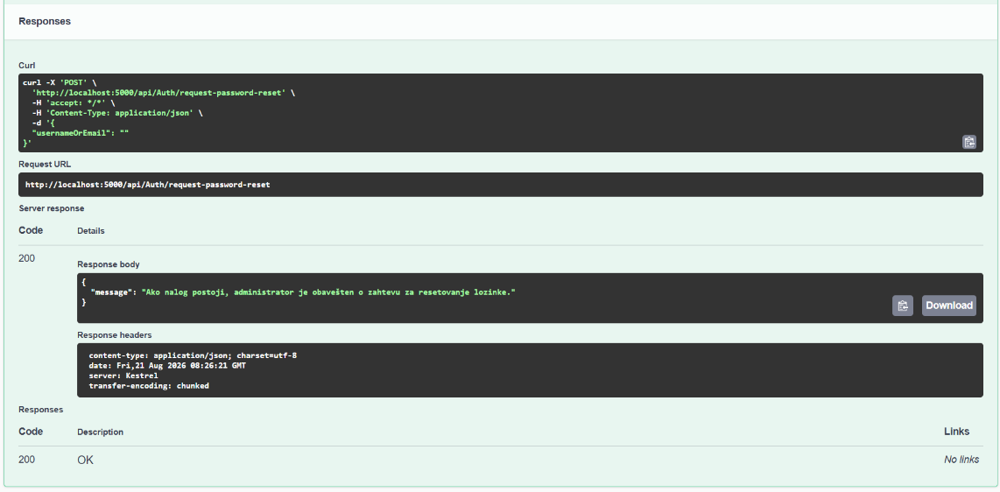 Responses
Curl
curl -X 'POST' \
'http://localhost:5000/api/Auth/request-password-reset' \
-H 'accept: */*' \
-H 'Content-Type: application/json' \
-d '{
"usernameOrEmail": ""
}'
Request URL
http://localhost:5000/api/Auth/request-password-reset
Server response
Code Details
200
Response body
{
"message": "Ako nalog postoji, administrator je obavešten o zahtevu za resetovanje lozinke."
}
Download
Response headers
content-type: application/json; charset=utf-8
date: Fri,21 Aug 2026 08:26:21 GMT
server: Kestrel
transfer-encoding: chunked
Responses
Code Description Links
200 OK No links